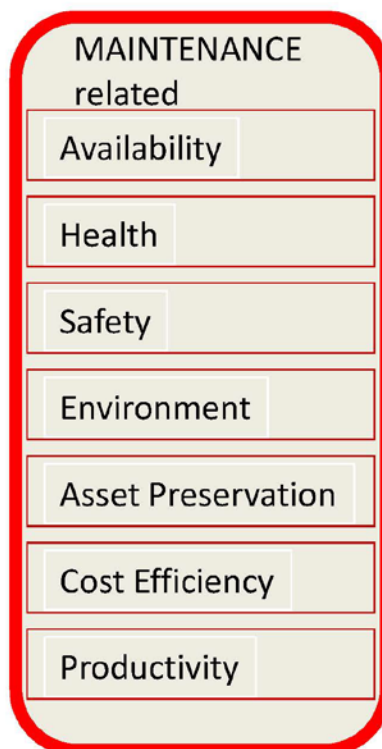 MAINTENANCE
related
Availability
Health
Safety
Environment
Asset Preservation
Cost Efficiency
Productivity